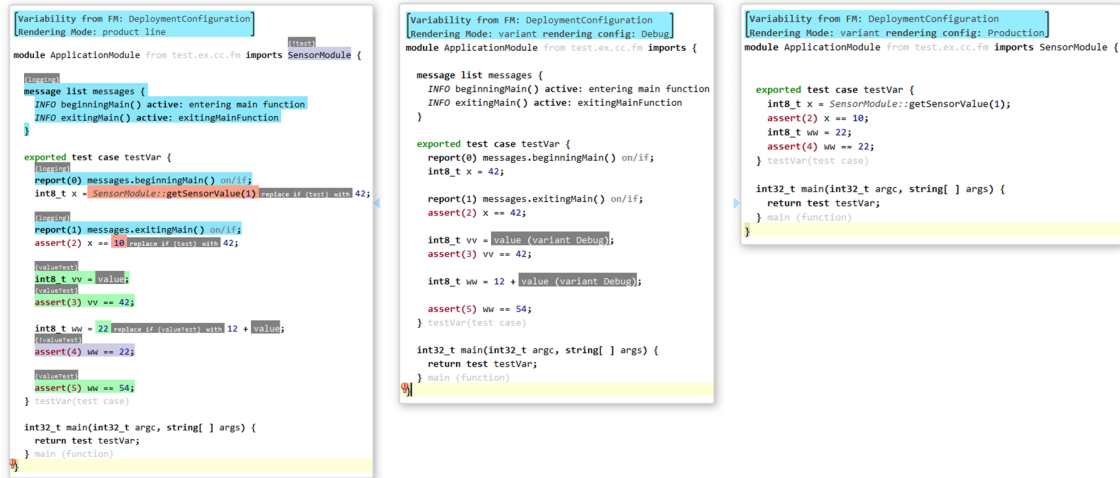 Variability from FM: DeploymentConfiguration
Rendering Mode: product line
{!test}
module ApplicationModule from test.ex.cc.fm imports SensorModule {
{logging}
message list messages {
INFO beginningMain() active: entering main function
INFO exitingMain() active: exitingMainFunction
}
exported test case testVar {
{logging}
report(0) messages.beginningMain() on/if;
int8_t x = SensorModule::getSensorValue(1) replace if {test} with 42;
{logging}
report(1) messages.exitingMain() on/if;
assert(2) x == 10 replace if {test} with 42;
{valueTest}
int8_t vv = value;
{valueTest}
assert(3) vv == 42;
int8_t ww = 22 replace if {valueTest} with 12 + value;
{!valueTest}
assert(4) ww == 22;
{valueTest}
assert(5) ww == 54;
} testVar(test case)
int32_t main(int32_t argc, string[ ] args) {
return test testVar;
} main (function)
}
Variability from FM: DeploymentConfiguration
Rendering Mode: variant rendering config: Debug
module ApplicationModule from test.ex.cc.fm imports {
message list messages {
INFO beginningMain() active: entering main function
INFO exitingMain() active: exitingMainFunction
}
exported test case testVar {
report(0) messages.beginningMain() on/if;
int8_t x = 42;
report(1) messages.exitingMain() on/if;
assert(2) x == 42;
int8_t vv = value (variant Debug);
assert(3) vv == 42;
int8_t ww = 12 + value (variant Debug);
assert(5) ww == 54;
} testVar(test case)
int32_t main(int32_t argc, string[ ] args) {
return test testVar;
} main (function)
}
Variability from FM: DeploymentConfiguration
Rendering Mode: variant rendering config: Production
module ApplicationModule from test.ex.cc.fm imports SensorModule {
exported test case testVar {
int8_t x = SensorModule::getSensorValue(1);
assert(2) x == 10;
int8_t ww = 22;
assert(4) ww == 22;
} testVar(test case)
int32_t main(int32_t argc, string[ ] args) {
return test testVar;
} main (function)
}